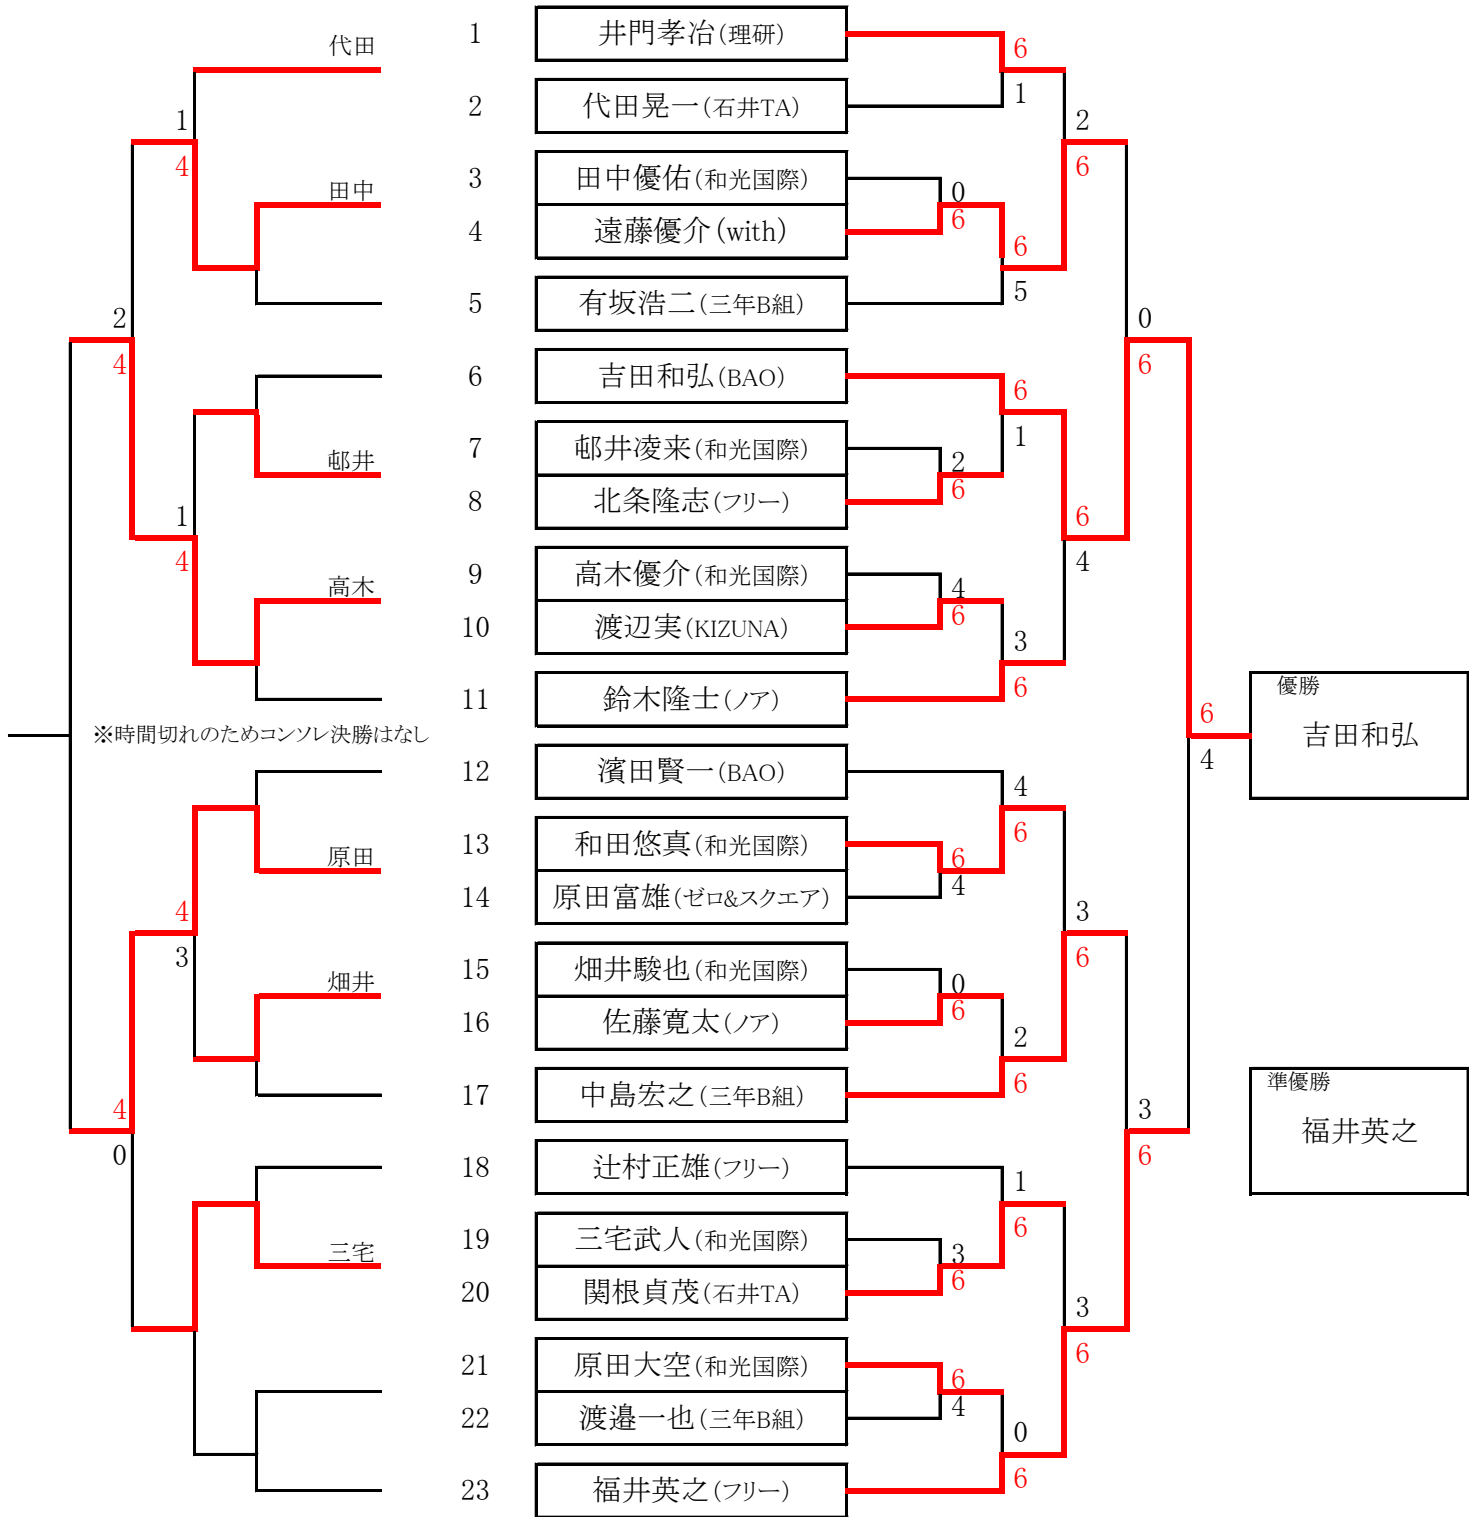 代田
1 井門孝冶(理研) 6
1
2 代田晃一(石井TA)
1 2
4 6
田中
3 田中優佑(和光国際) 0
4 遠藤優介(with) 6
6
5 有坂浩二(三年B組) 5
2 0
4 6
6 吉田和弘(BAO) 6
1
邨井
7 邨井凌来(和光国際) 2
8 北条隆志(フリー) 6
1 6
4 4
高木
9 高木優介(和光国際) 4
10 渡辺実(KIZUNA) 6
3
11 鈴木隆士(ノア) 6
※時間切れのためコンソレ決勝はなし
6
4
優勝
吉田和弘
12 濱田賢一(BAO) 4
6
原田
13 和田悠真(和光国際) 6
14 原田富雄(ゼロ&スクエア) 4
4 3
3 6
畑井
15 畑井駿也(和光国際) 0
16 佐藤寛太(ノア) 6
2
17 中島宏之(三年B組) 6
4 3
0 6
準優勝
福井英之
18 辻村正雄(フリー) 1
6
三宅
19 三宅武人(和光国際) 3
20 関根貞茂(石井TA) 6
3
6
21 原田大空(和光国際) 6
22 渡邉一也(三年B組) 4
0
23 福井英之(フリー) 6